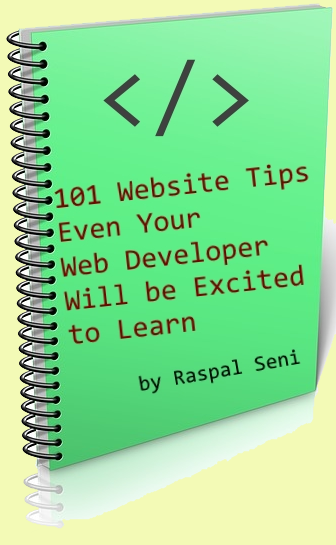 </>
101 Website Tips
Even Your
Web Developer
Will be Excited
to Learn
by Raspal Seni